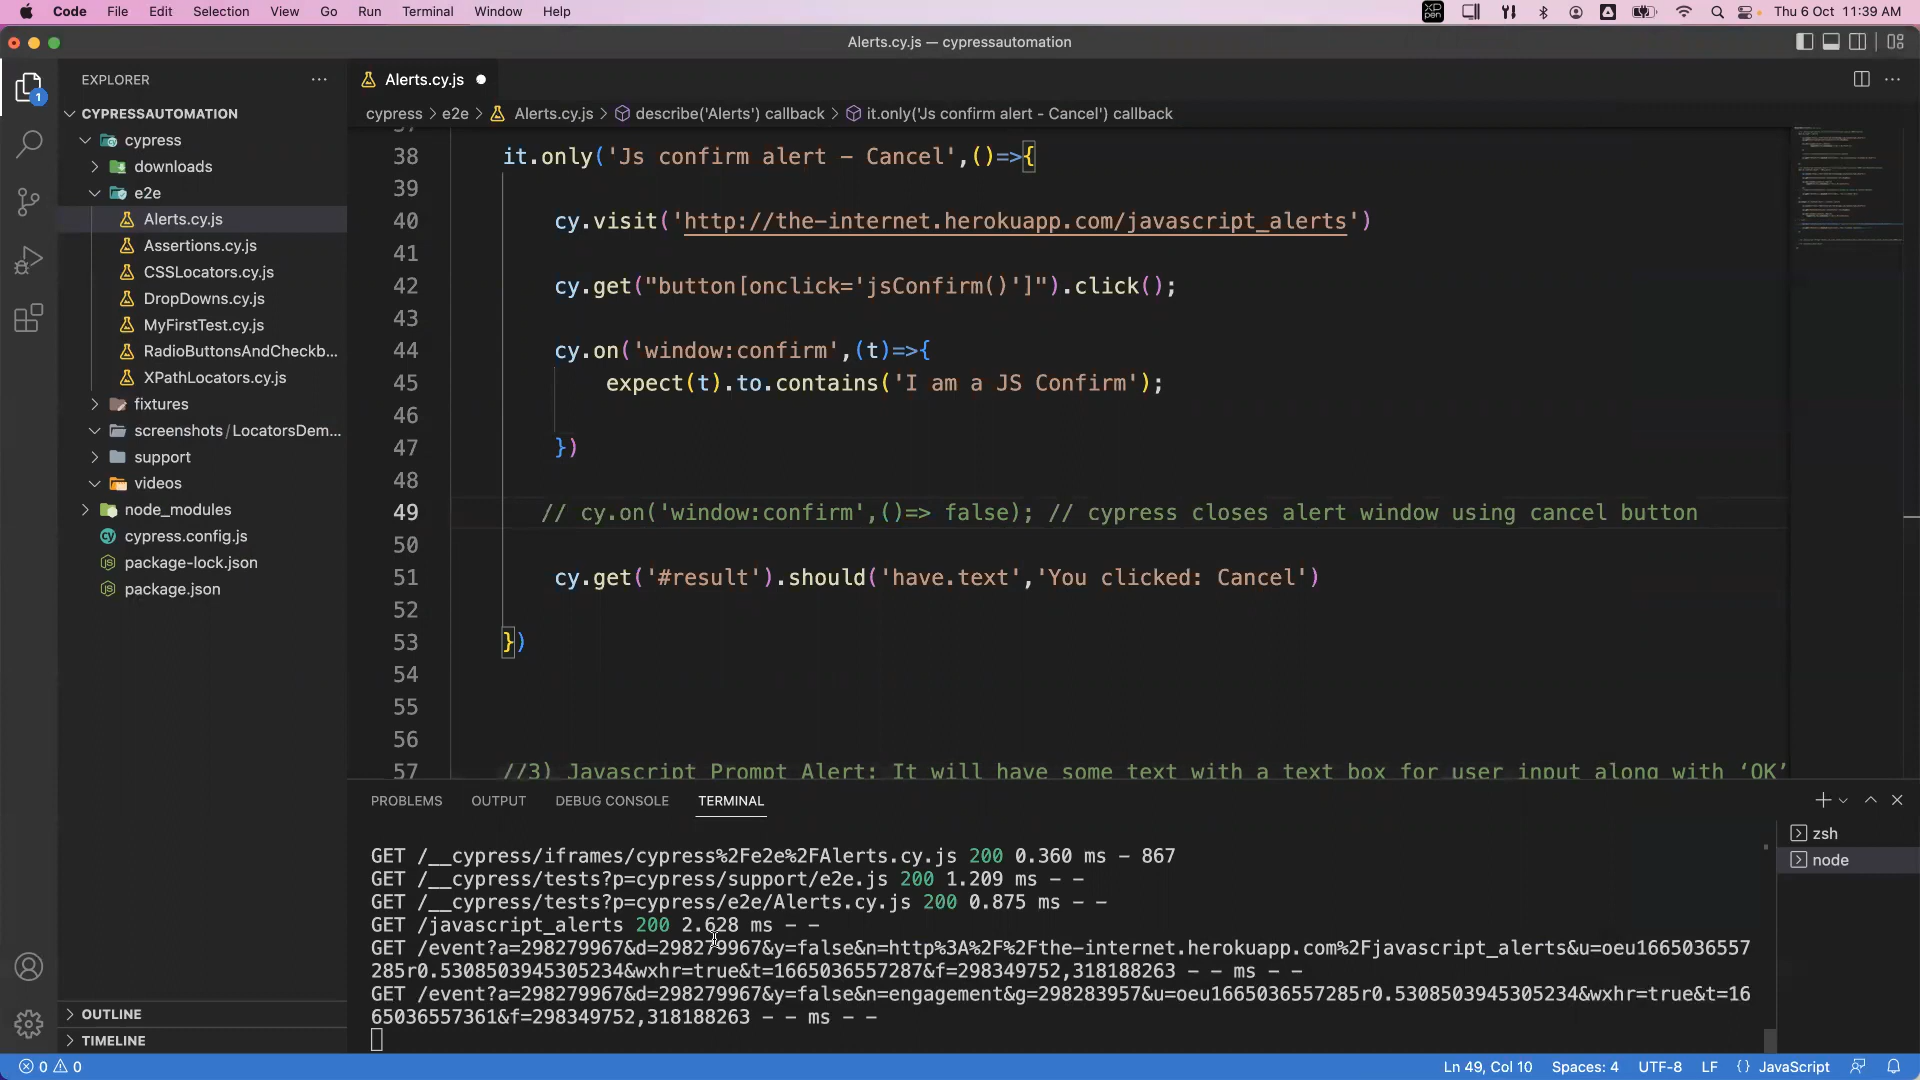 Code File Edit Selection View Go Run Terminal Window Help
XP PEN
Thu 6 Oct 11:39 AM
Alerts.cy.js — cypressautomation
EXPLORER
1
CYPRESSAUTOMATION
cypress
downloads
e2e
Alerts.cy.js
Assertions.cy.js
CSSLocators.cy.js
DropDowns.cy.js
MyFirstTest.cy.js
RadioButtonsAndCheckb...
XPathLocators.cy.js
fixtures
screenshots/LocatorsDem...
support
videos
node_modules
cypress.config.js
package-lock.json
package.json
OUTLINE
TIMELINE
Alerts.cy.js
cypress > e2e > Alerts.cy.js > describe('Alerts') callback > it.only('Js confirm alert - Cancel') callback
38 it.only('Js confirm alert - Cancel',()=>{
39
40 cy.visit('http://the-internet.herokuapp.com/javascript_alerts')
41
42 cy.get("button[onclick='jsConfirm()']").click();
43
44 cy.on('window:confirm',(t)=>{
45 expect(t).to.contains('I am a JS Confirm');
46
47 })
48
49 // cy.on('window:confirm',()=> false); // cypress closes alert window using cancel button
50
51 cy.get('#result').should('have.text','You clicked: Cancel')
52
53 })
54
55
56
57 //3) Javascript Prompt Alert: It will have some text with a text box for user input along with ‘OK’
PROBLEMS OUTPUT DEBUG CONSOLE TERMINAL
GET /__cypress/iframes/cypress%2Fe2e%2FAlerts.cy.js 200 0.360 ms - 867
GET /__cypress/tests?p=cypress/support/e2e.js 200 1.209 ms - -
GET /__cypress/tests?p=cypress/e2e/Alerts.cy.js 200 0.875 ms - -
GET /javascript_alerts 200 2.628 ms - -
GET /event?a=298279967&d=298279967&y=false&n=http%3A%2F%2Fthe-internet.herokuapp.com%2Fjavascript_alerts&u=oeu1665036557
285r0.5308503945305234&wxhr=true&t=1665036557287&f=298349752,318188263 - - ms - -
GET /event?a=298279967&d=298279967&y=false&n=engagement&g=298283957&u=oeu1665036557285r0.5308503945305234&wxhr=true&t=16
65036557361&f=298349752,318188263 - - ms - -
zsh
node
0 0
Ln 49, Col 10 Spaces: 4 UTF-8 LF {} JavaScript